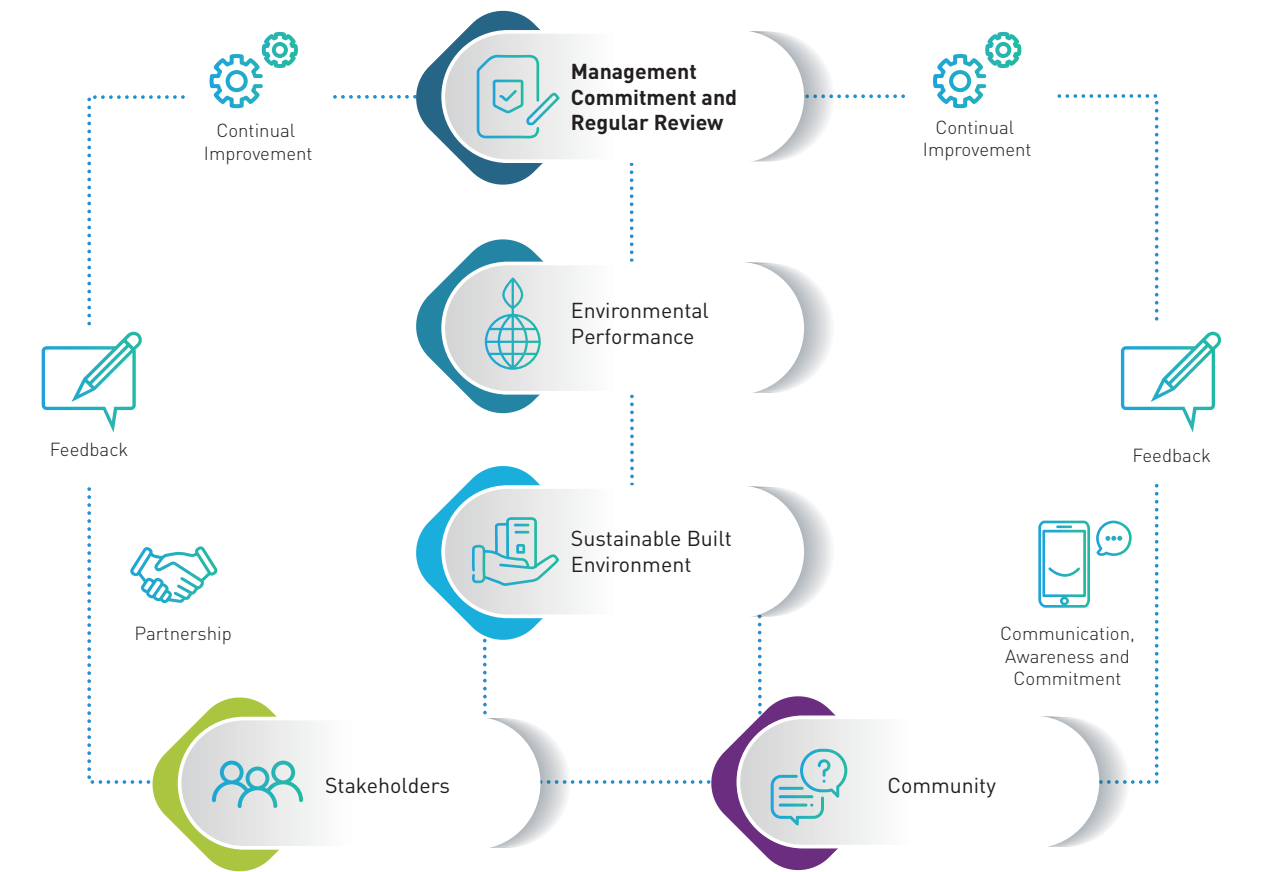 Management
Commitment and
Regular Review
Continual
Improvement
Continual
Improvement
Environmental
Performance
Feedback
Feedback
Sustainable Built
Environment
Partnership
Communication,
Awareness and
Commitment
Stakeholders
Community
?